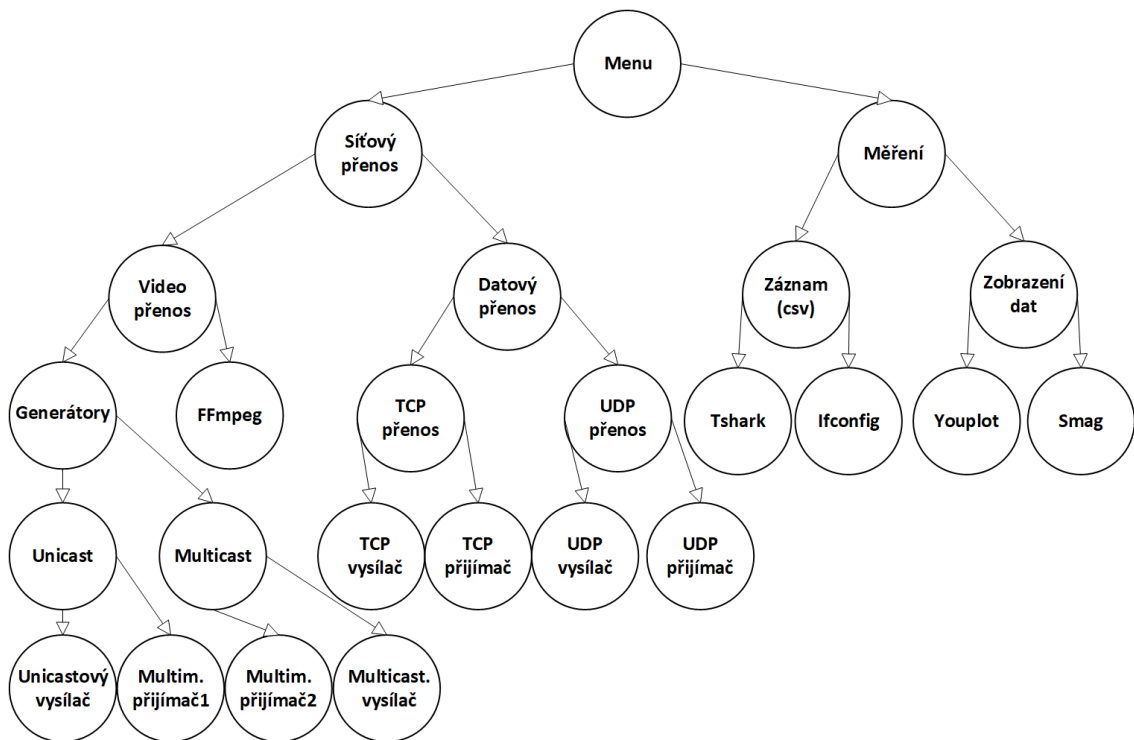 Menu
Síťový
přenos
Měření
Video
přenos
Datový
přenos
Záznam
(csv)
Zobrazení
dat
Generátory
FFmpeg
TCP
přenos
UDP
přenos
Tshark
Ifconfig
Youplot
Smag
Unicast
Multicast
TCP
vysílač
TCP
přijímač
UDP
vysílač
UDP
přijímač
Unicastový
vysílač
Multim.
přijímač1
Multim.
přijímač2
Multicast.
vysílač